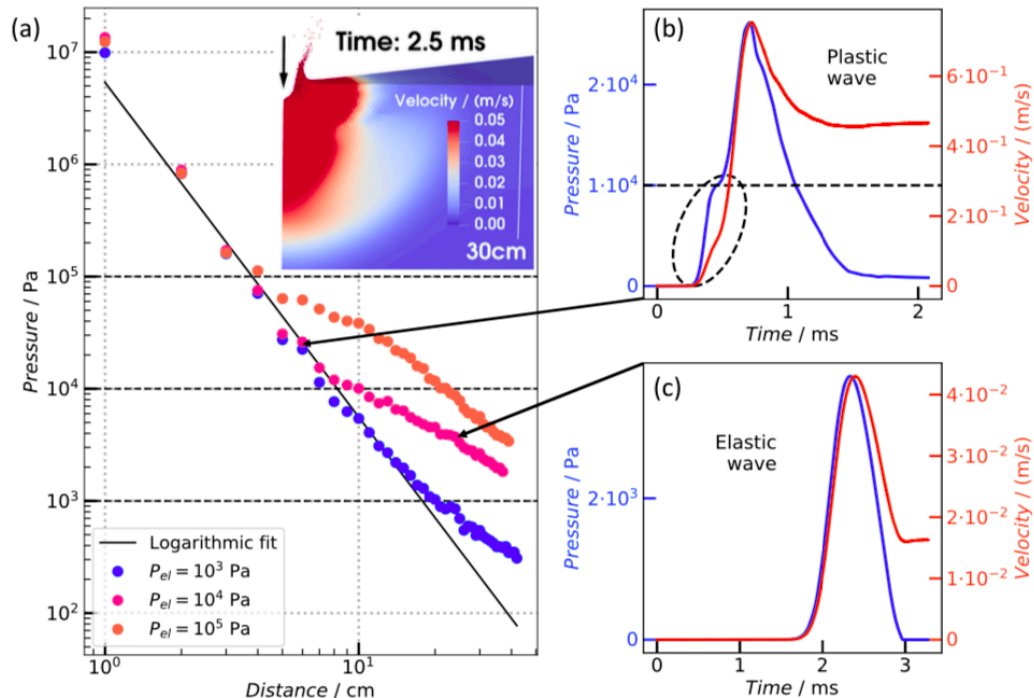 (a)
Time: 2.5 ms
Velocity / (m/s)
0.05
0.04
0.03
0.02
0.01
0.00
30cm
10⁷
10⁶
10⁵
10⁴
10³
10²
Pressure / Pa
Logarithmic fit
P_el = 10³ Pa
P_el = 10⁴ Pa
P_el = 10⁵ Pa
10⁰
10¹
Distance / cm
(b)
Plastic
wave
Pressure / Pa
2·10⁴
1·10⁴
0
Velocity / (m/s)
6·10⁻¹
4·10⁻¹
2·10⁻¹
0
0
1
2
Time / ms
(c)
Elastic
wave
Pressure / Pa
2·10³
0
Velocity / (m/s)
4·10⁻²
3·10⁻²
2·10⁻²
1·10⁻²
0
0
1
2
3
Time / ms